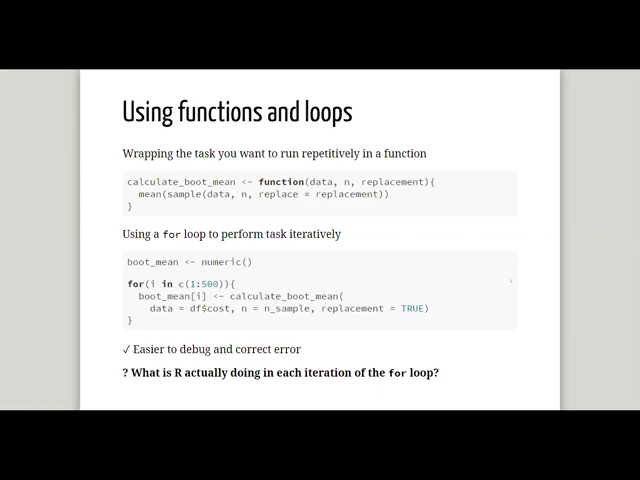 Using functions and loops
Wrapping the task you want to run repetitively in a function
calculate_boot_mean <- function(data, n, replacement){
mean(sample(data, n, replace = replacement))
}
Using a for loop to perform task iteratively
boot_mean <- numeric()
for(i in c(1:500)){
boot_mean[i] <- calculate_boot_mean(
data = df$cost, n = n_sample, replacement = TRUE)
}
✓ Easier to debug and correct error
? What is R actually doing in each iteration of the for loop?